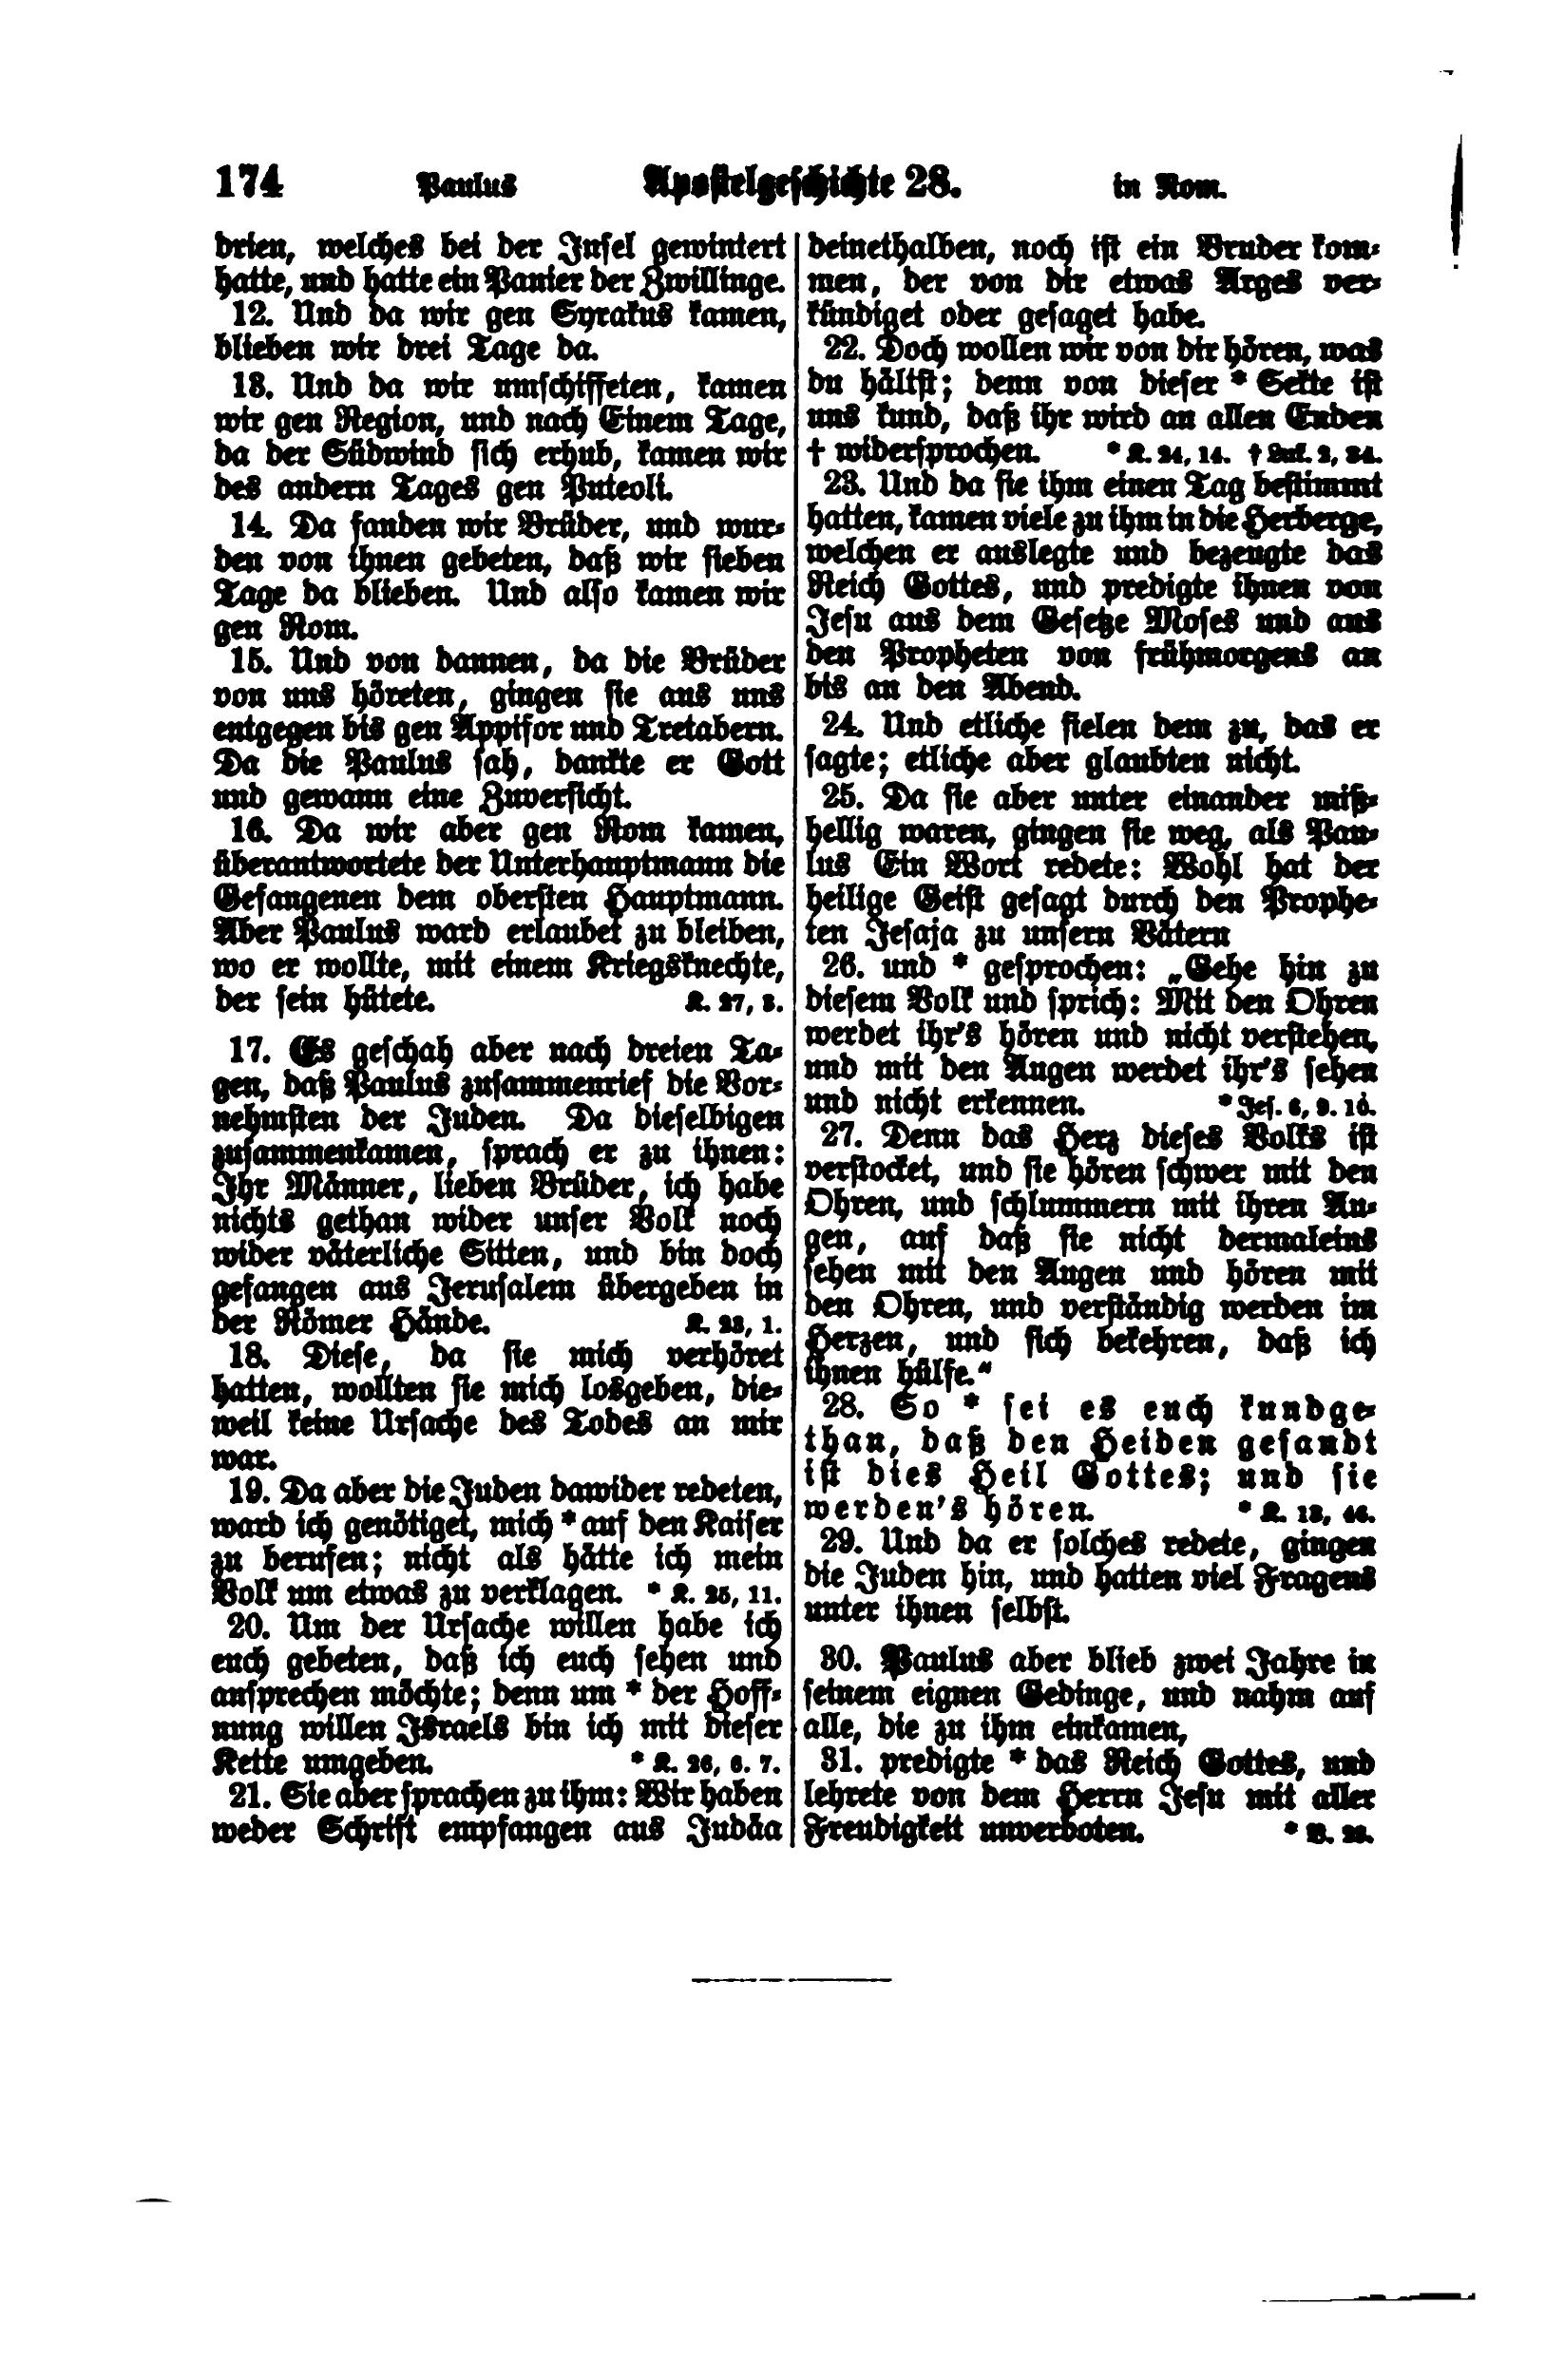 174 Paulus Apostelgeschichte 28. in Rom.
drien, welches bei der Insel gewintert
hatte, und hatte ein Panier der Zwillinge.
12. Und da wir gen Syrakus kamen,
blieben wir drei Tage da.
13. Und da wir umschiffeten, kamen
wir gen Region, und nach Einem Tage,
da der Südwind sich erhub, kamen wir
des andern Tages gen Puteoli.
14. Da fanden wir Brüder, und wur-
den von ihnen gebeten, daß wir sieben
Tage da blieben. Und also kamen wir
gen Rom.
15. Und von dannen, da die Brüder
von uns höreten, gingen sie aus uns
entgegen bis gen Appifor und Tretabern.
Da die Paulus sah, dankte er Gott
und gewann eine Zuversicht.
16. Da wir aber gen Rom kamen,
überantwortete der Unterhauptmann die
Gefangenen dem obersten Hauptmann.
Aber Paulus ward erlaubet zu bleiben,
wo er wollte, mit einem Kriegsknechte,
der sein hütete. K. 27, 3.
17. Es geschah aber nach dreien Ta-
gen, daß Paulus zusammenrief die Vor-
nehmsten der Juden. Da dieselbigen
zusammenkamen, sprach er zu ihnen:
Ihr Männer, lieben Brüder, ich habe
nichts gethan wider unser Volk noch
wider väterliche Sitten, und bin doch
gefangen aus Jerusalem übergeben in
der Römer Hände. K. 23, 1.
18. Diese, da sie mich verhöret
hatten, wollten sie mich losgeben, die-
weil keine Ursache des Todes an mir
war.
19. Da aber die Juden dawider redeten,
ward ich genötiget, mich * auf den Kaiser
zu berufen; nicht als hätte ich mein
Volk um etwas zu verklagen. * K. 25, 11.
20. Um der Ursache willen habe ich
euch gebeten, daß ich euch sehen und
ansprechen möchte; denn um * der Hoff-
nung willen Israels bin ich mit dieser
Kette umgeben. * K. 26, 6. 7.
21. Sie aber sprachen zu ihm: Wir haben
weder Schrift empfangen aus Judäa
deinethalben, noch ist ein Bruder kom-
men, der von dir etwas Arges ver-
kündiget oder gesaget habe.
22. Doch wollen wir von dir hören, was
du hältst; denn von dieser * Sekte ist
uns kund, daß ihr wird an allen Enden
† widersprochen. * K. 24, 14. † Luk. 2, 34.
23. Und da sie ihm einen Tag bestimmt
hatten, kamen viele zu ihm in die Herberge,
welchen er auslegte und bezeugte das
Reich Gottes, und predigte ihnen von
Jesu aus dem Gesetze Moses und aus
den Propheten von frühmorgens an
bis an den Abend.
24. Und etliche fielen dem zu, das er
sagte; etliche aber glaubten nicht.
25. Da sie aber unter einander miß-
hellig waren, gingen sie weg, als Pau-
lus Ein Wort redete: Wohl hat der
heilige Geist gesagt durch den Prophe-
ten Jesaja zu unsern Vätern
26. und * gesprochen: „Gehe hin zu
diesem Volk und sprich: Mit den Ohren
werdet ihr's hören und nicht verstehen,
und mit den Augen werdet ihr's sehen
und nicht erkennen. * Jes. 6, 9. 10.
27. Denn das Herz dieses Volks ist
verstocket, und sie hören schwer mit den
Ohren, und schlummern mit ihren Au-
gen, auf daß sie nicht dermaleins
sehen mit den Augen und hören mit
den Ohren, und verständig werden im
Herzen, und sich bekehren, daß ich
ihnen hülfe.“
28. So * sei es euch kundge-
than, daß den Heiden gesandt
ist dies Heil Gottes; und sie
werden's hören. * K. 13, 46.
29. Und da er solches redete, gingen
die Juden hin, und hatten viel Fragens
unter ihnen selbst.
30. Paulus aber blieb zwei Jahre in
seinem eignen Gedinge, und nahm auf
alle, die zu ihm einkamen,
31. predigte * das Reich Gottes, und
lehrete von dem Herrn Jesu mit aller
Freudigkeit unverboten. * V. 23.